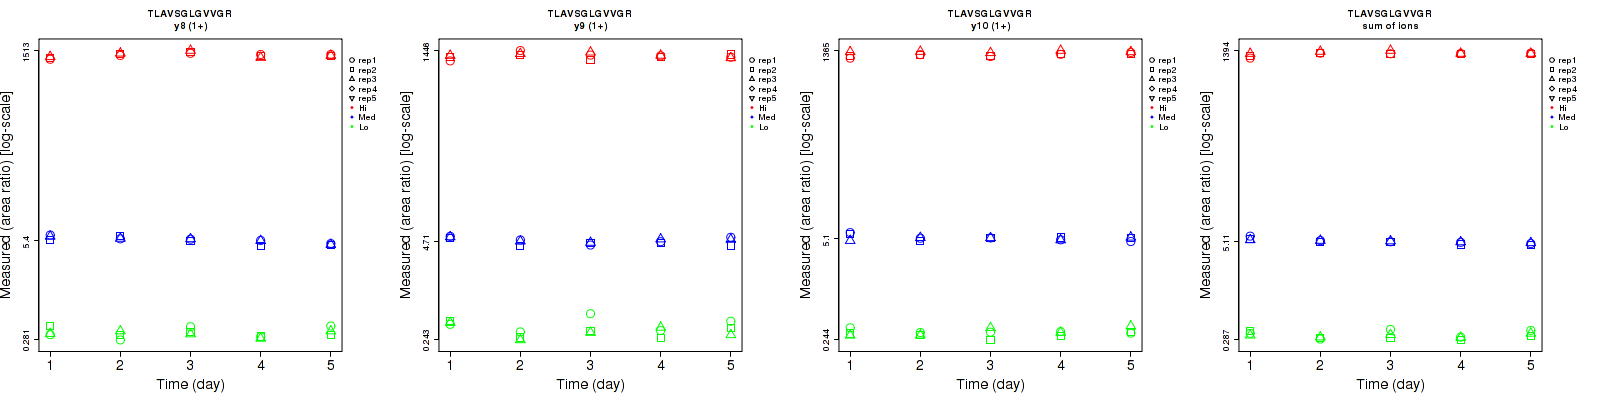 TLAVSGLGVVGR
y8 (1+)
Measured (area ratio) [log-scale]
1513
5.4
0.281
1 2 3 4 5
Time (day)
rep1
rep2
rep3
rep4
rep5
Hi
Med
Lo
TLAVSGLGVVGR
y9 (1+)
Measured (area ratio) [log-scale]
1446
4.71
0.243
1 2 3 4 5
Time (day)
rep1
rep2
rep3
rep4
rep5
Hi
Med
Lo
TLAVSGLGVVGR
y10 (1+)
Measured (area ratio) [log-scale]
1365
5.1
0.244
1 2 3 4 5
Time (day)
rep1
rep2
rep3
rep4
rep5
Hi
Med
Lo
TLAVSGLGVVGR
sum of ions
Measured (area ratio) [log-scale]
1394
5.11
0.287
1 2 3 4 5
Time (day)
rep1
rep2
rep3
rep4
rep5
Hi
Med
Lo